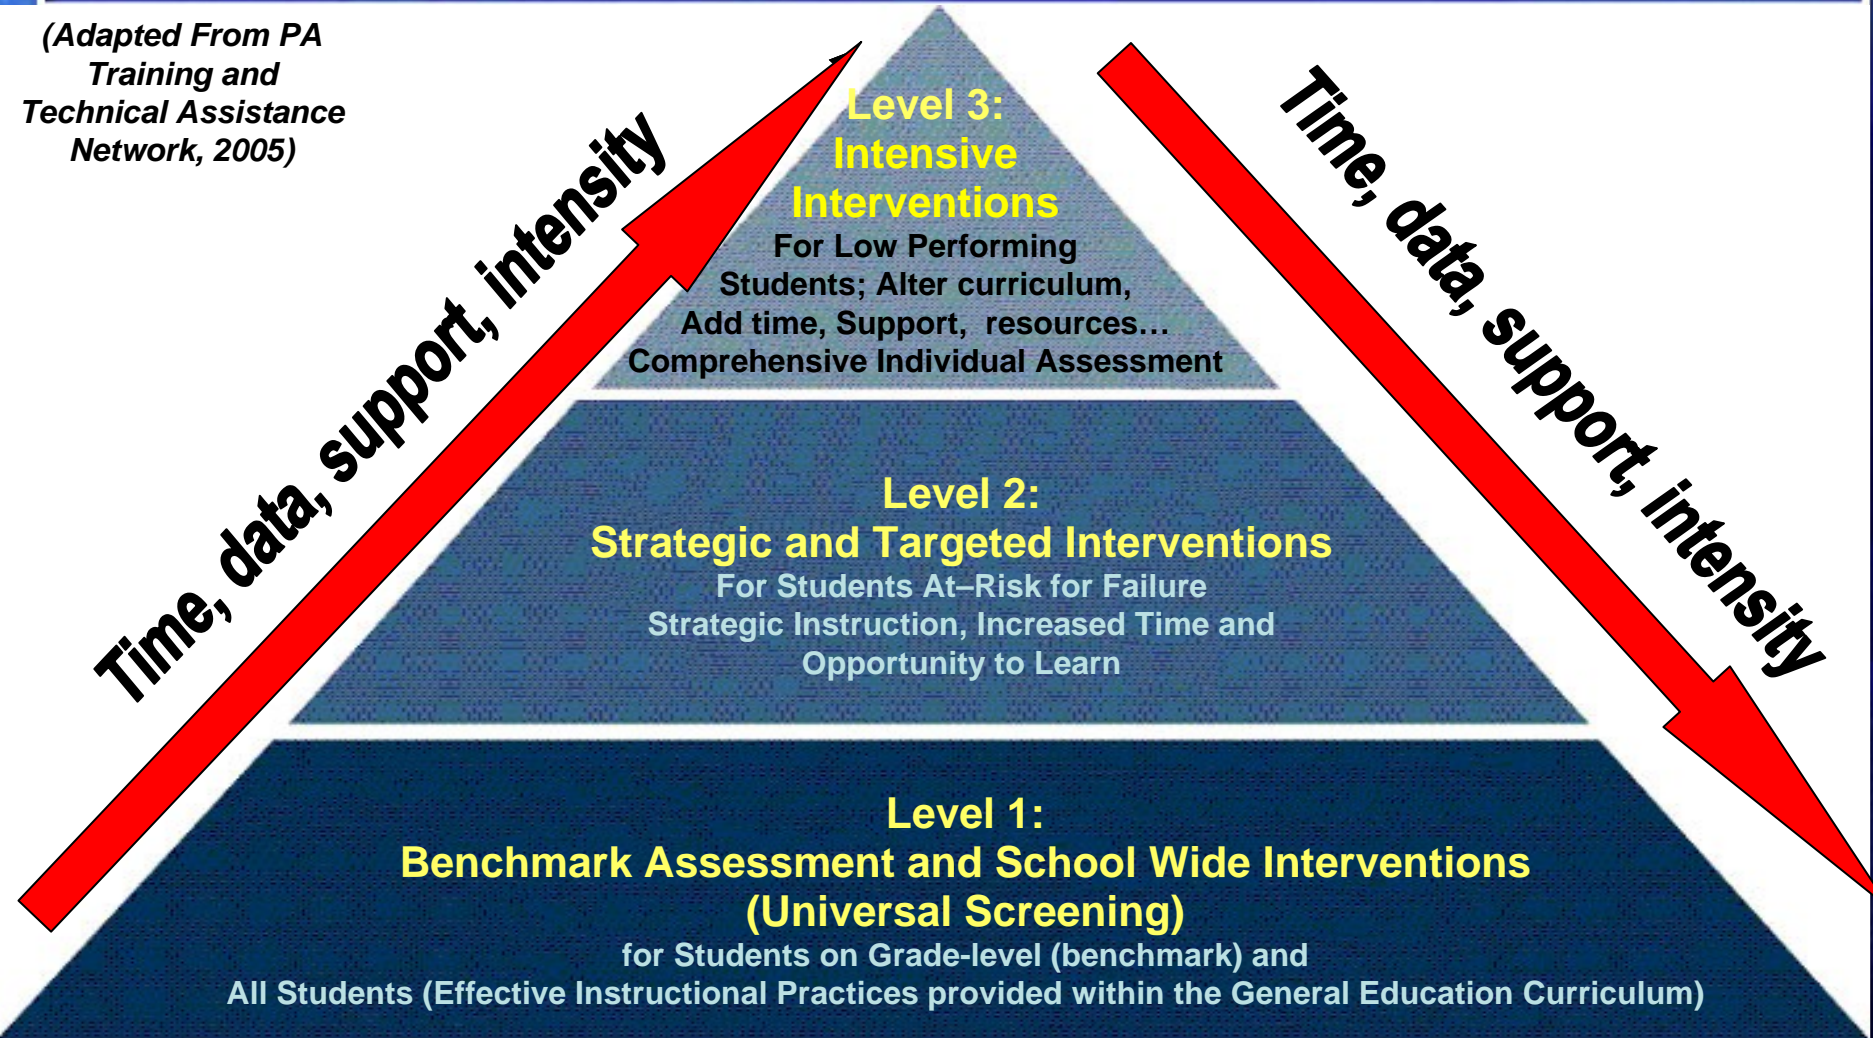 (Adapted From PA
Training and
Technical Assistance
Network, 2005)
Time, data, support, intensity
Level 3:
Intensive
Interventions
For Low Performing
Students; Alter curriculum,
Add time, Support, resources…
Comprehensive Individual Assessment
Time, data, support, intensity
Level 2:
Strategic and Targeted Interventions
For Students At–Risk for Failure
Strategic Instruction, Increased Time and
Opportunity to Learn
Level 1:
Benchmark Assessment and School Wide Interventions
(Universal Screening)
for Students on Grade-level (benchmark) and
All Students (Effective Instructional Practices provided within the General Education Curriculum)